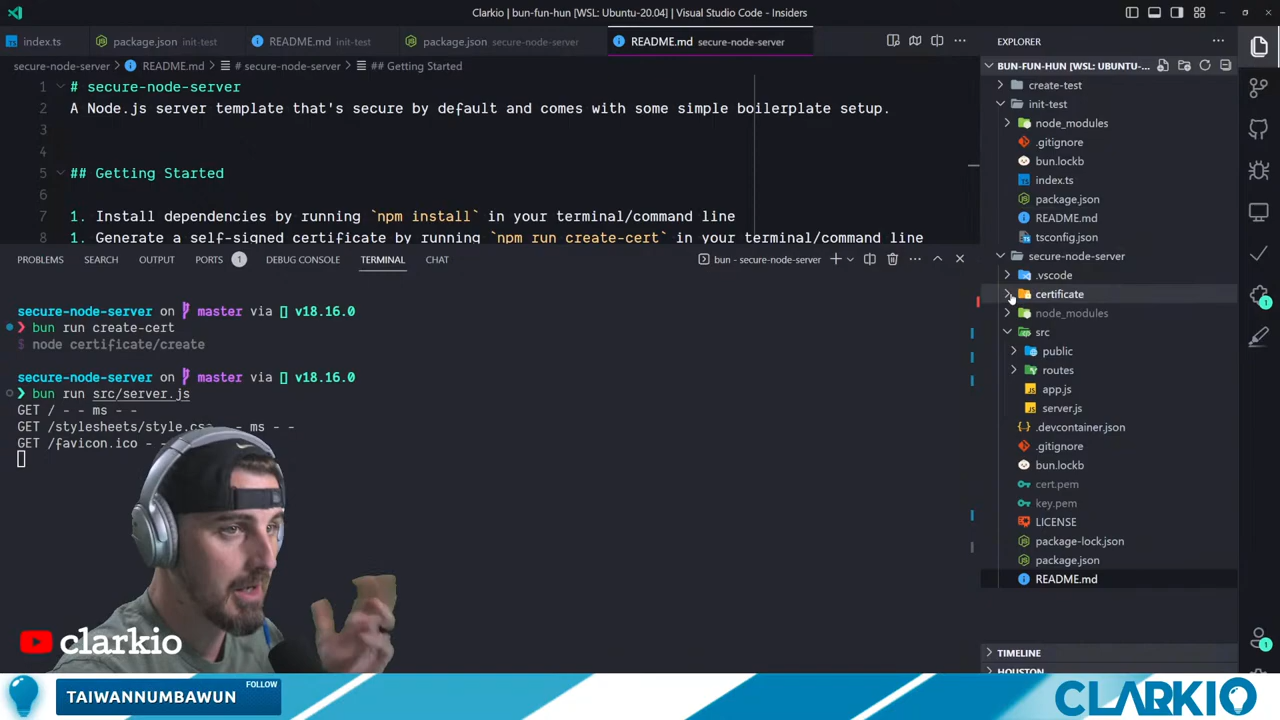 Clarkio | bun-fun-hun [WSL: Ubuntu-20.04] | Visual Studio Code - Insiders
index.ts
package.json init-test
README.md init-test
package.json secure-node-server
README.md secure-node-server
secure-node-server > README.md > # secure-node-server > ## Getting Started
1 # secure-node-server
2 A Node.js server template that's secure by default and comes with some simple boilerplate setup.
3
4
5 ## Getting Started
6
7 1. Install dependencies by running `npm install` in your terminal/command line
8 1. Generate a self-signed certificate by running `npm run create-cert` in your terminal/command line
PROBLEMS SEARCH OUTPUT PORTS 1 DEBUG CONSOLE TERMINAL CHAT
bun - secure-node-server
secure-node-server on master via v18.16.0
❯ bun run create-cert
$ node certificate/create
secure-node-server on master via v18.16.0
❯ bun run src/server.js
GET / - - ms - -
GET /stylesheets/style.css - - ms - -
GET /favicon.ico - -
EXPLORER
BUN-FUN-HUN [WSL: UBUNTU-...
create-test
init-test
node_modules
.gitignore
bun.lockb
index.ts
package.json
README.md
tsconfig.json
secure-node-server
.vscode
certificate
node_modules
src
public
routes
app.js
server.js
.devcontainer.json
.gitignore
bun.lockb
cert.pem
key.pem
LICENSE
package-lock.json
package.json
README.md
TIMELINE
HOUSTON
1
1
clarkio
TAIWANNUMBAWUN
FOLLOW
CLARKIO